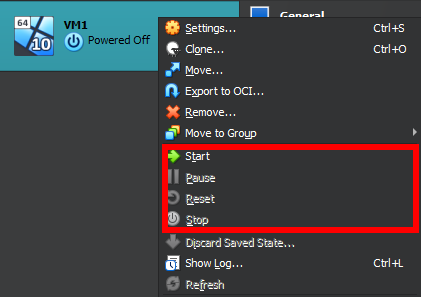 64
10
VM1
Powered Off
General
Settings... Ctrl+S
Clone... Ctrl+O
Move...
Export to OCI...
Remove...
Move to Group
Start
Pause
Reset
Stop
Discard Saved State...
Show Log... Ctrl+L
Refresh